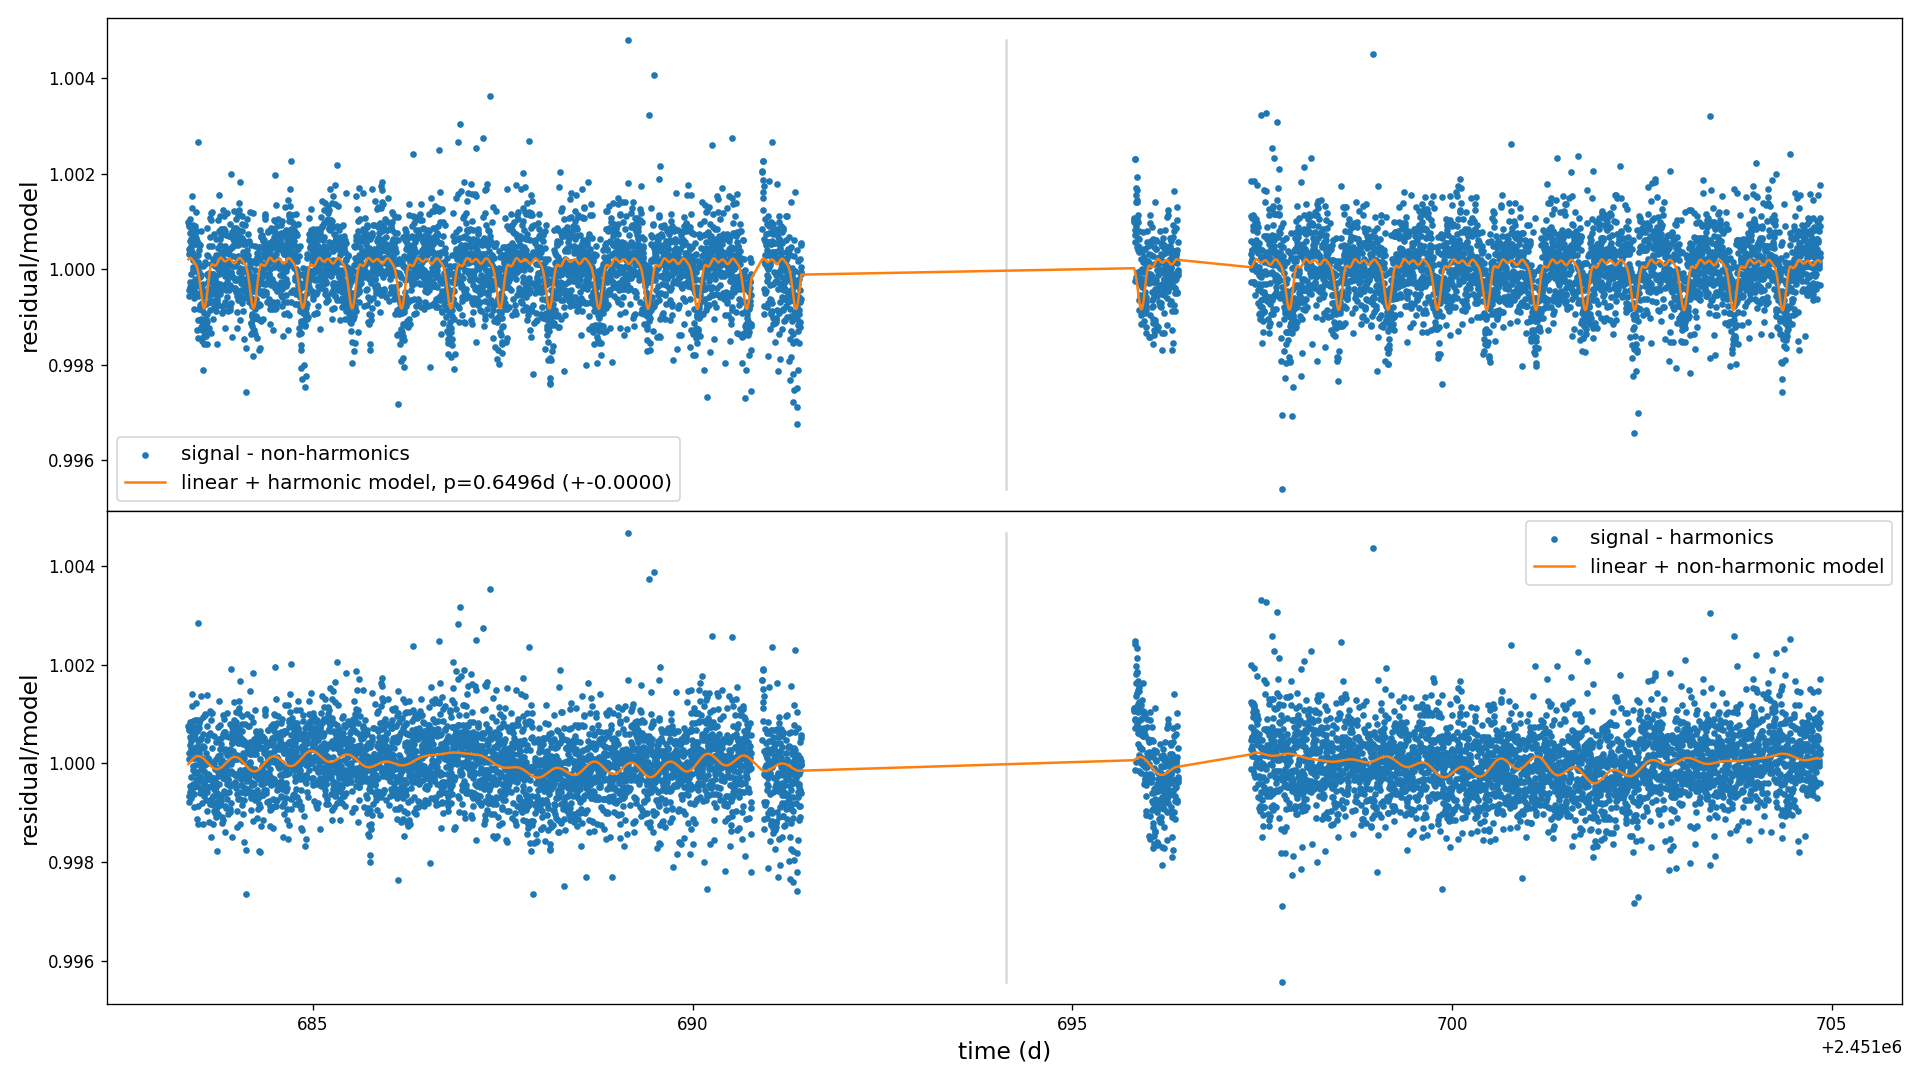 1.004
1.002
1.000
0.998
0.996
residual/model
signal - non-harmonics
linear + harmonic model, p=0.6496d (+-0.0000)
1.004
1.002
1.000
0.998
0.996
residual/model
signal - harmonics
linear + non-harmonic model
685
690
695
700
705
time (d)
+2.451e6